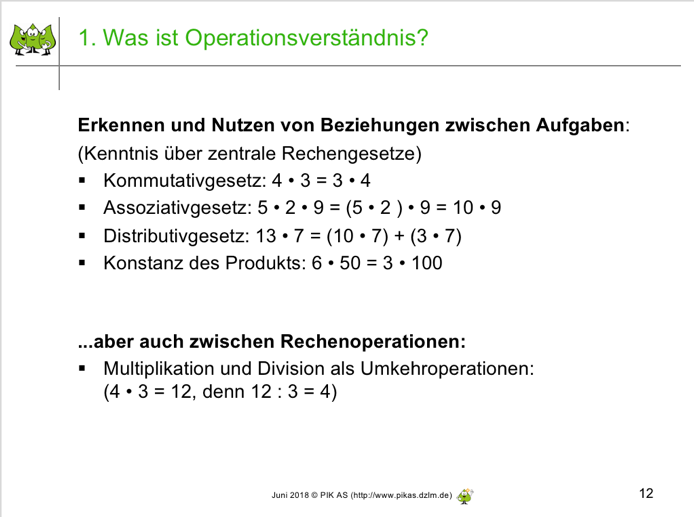 1. Was ist Operationsverständnis?
Erkennen und Nutzen von Beziehungen zwischen Aufgaben:
(Kenntnis über zentrale Rechengesetze)
▪ Kommutativgesetz: 4 • 3 = 3 • 4
▪ Assoziativgesetz: 5 • 2 • 9 = (5 • 2 ) • 9 = 10 • 9
▪ Distributivgesetz: 13 • 7 = (10 • 7) + (3 • 7)
▪ Konstanz des Produkts: 6 • 50 = 3 • 100
...aber auch zwischen Rechenoperationen:
▪ Multiplikation und Division als Umkehroperationen:
(4 • 3 = 12, denn 12 : 3 = 4)
Juni 2018 © PIK AS (http://www.pikas.dzlm.de)
12